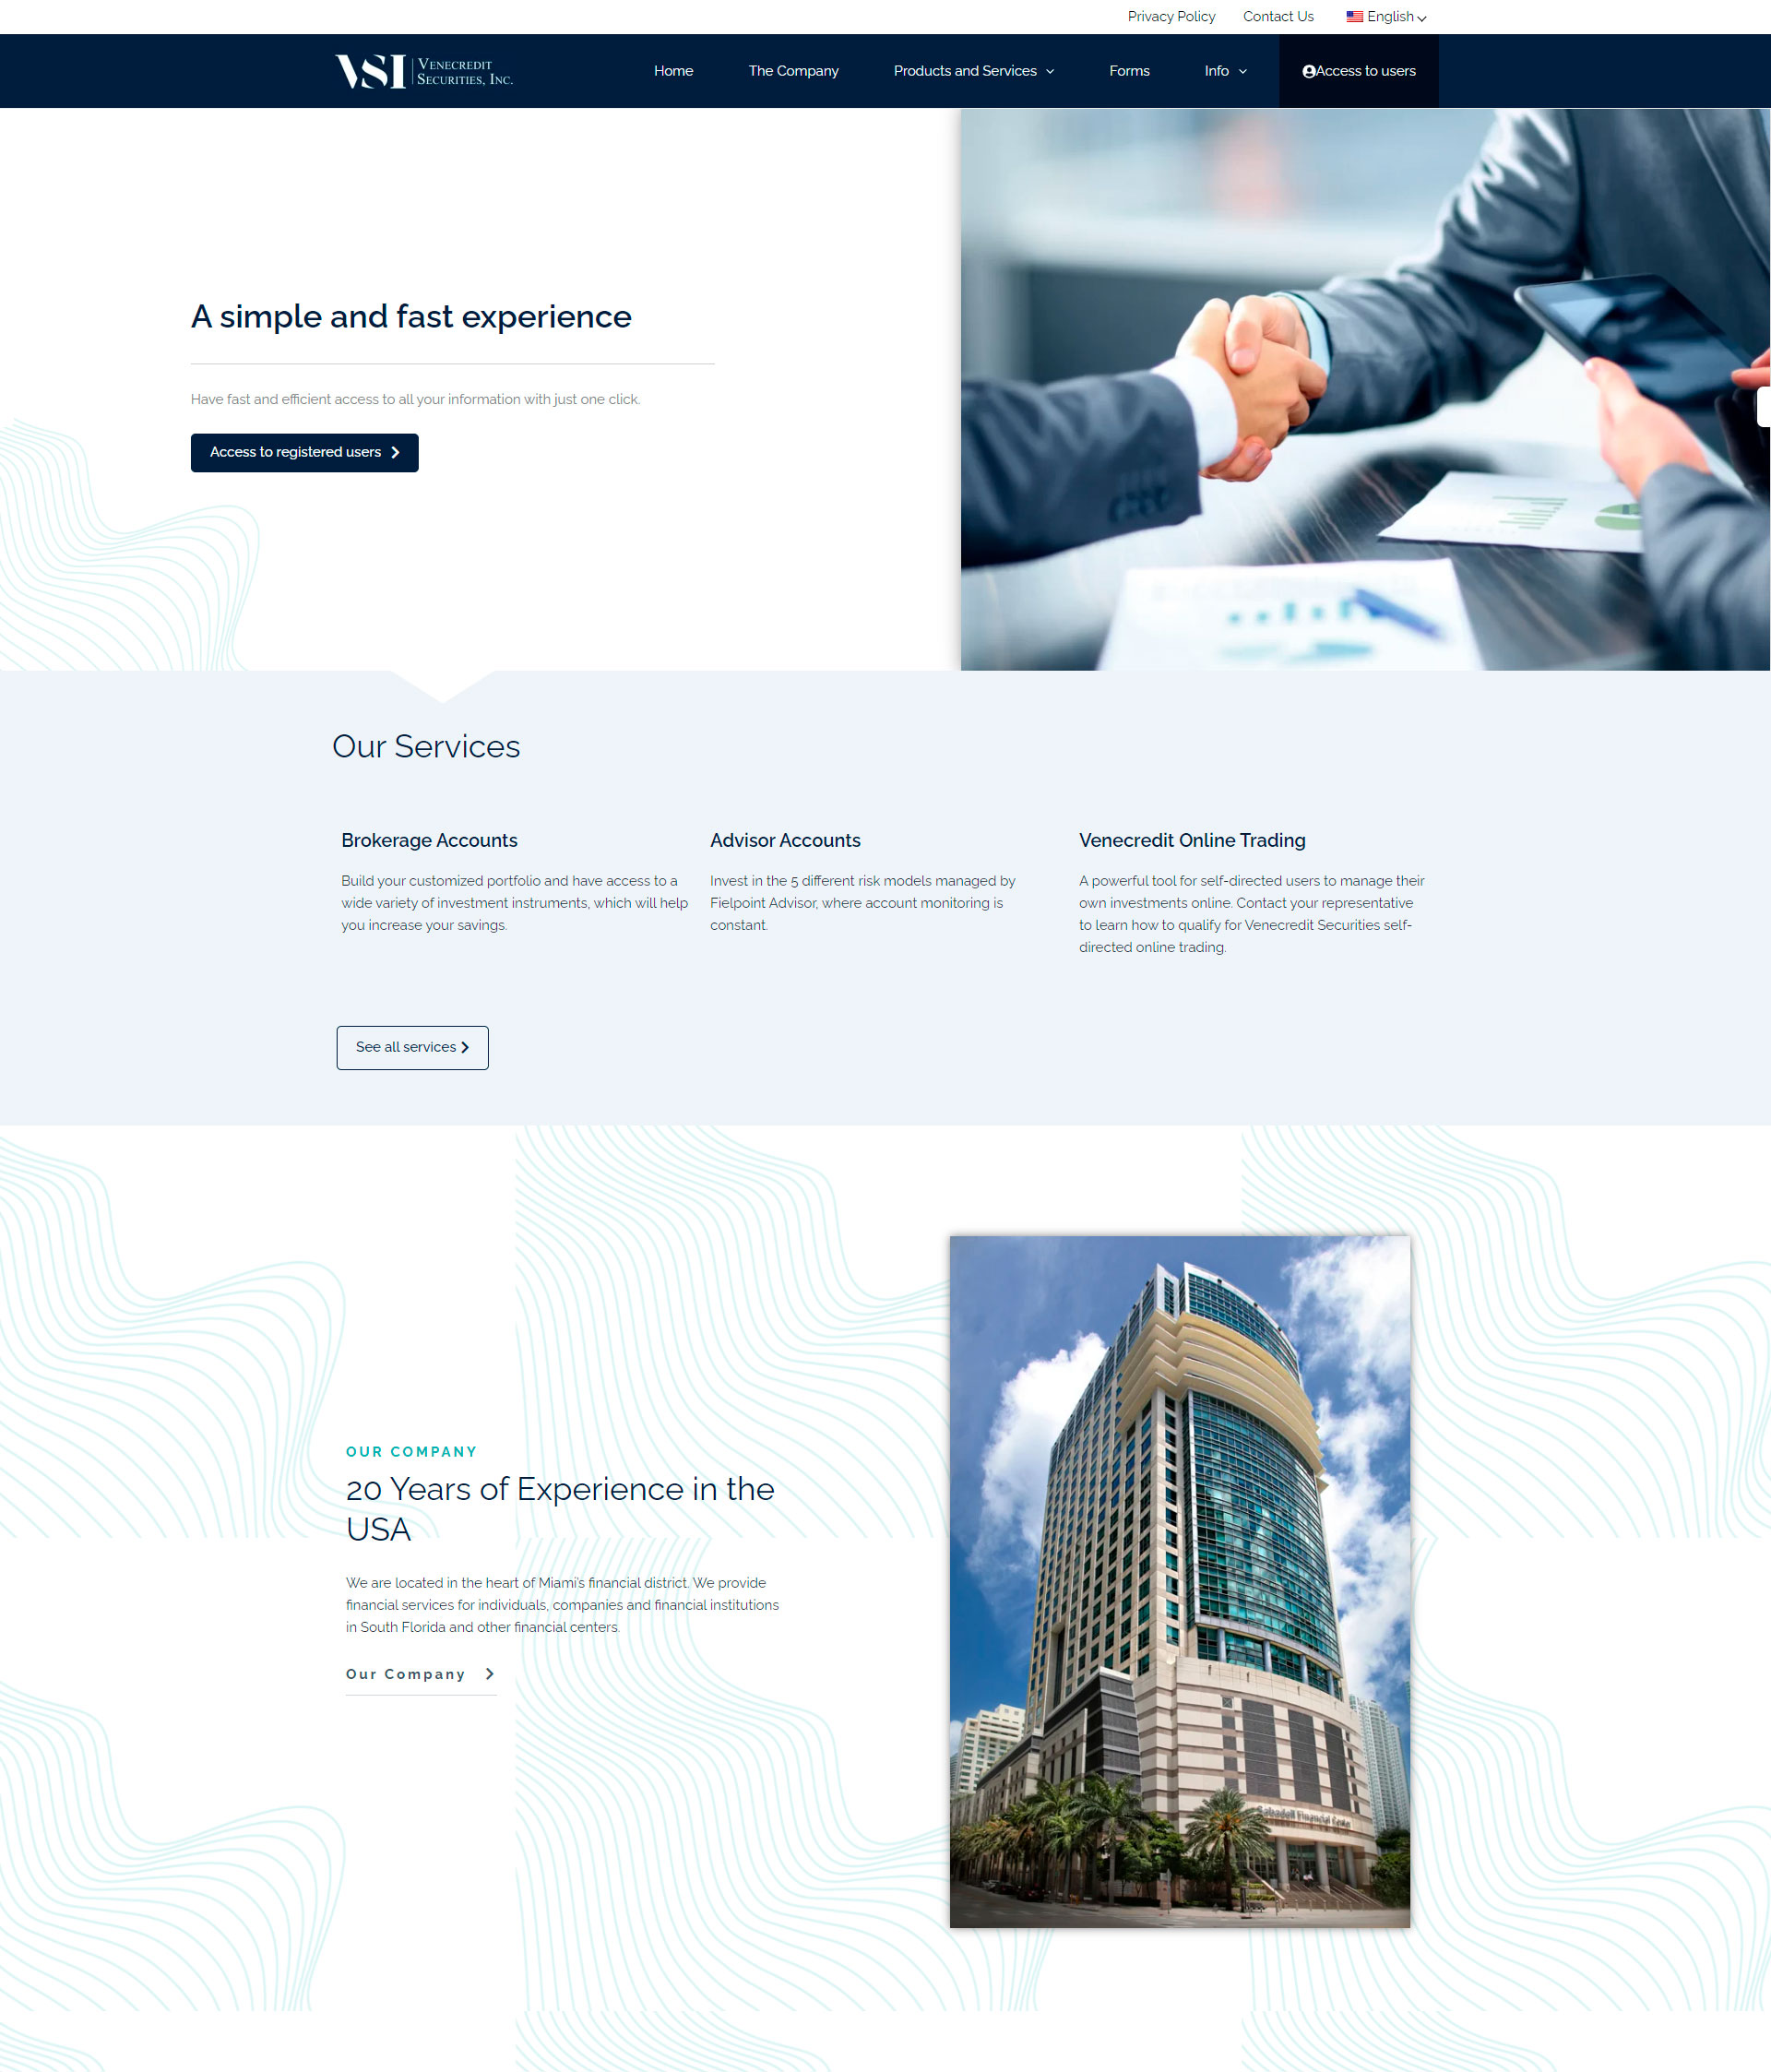 Privacy Policy Contact Us English
VSI VENECREDIT
SECURITIES, INC.
Home The Company Products and Services Forms Info Access to users
A simple and fast experience
Have fast and efficient access to all your information with just one click.
Access to registered users
Our Services
Brokerage Accounts
Build your customized portfolio and have access to a
wide variety of investment instruments, which will help
you increase your savings.
Advisor Accounts
Invest in the 5 different risk models managed by
Fielpoint Advisor, where account monitoring is
constant.
Venecredit Online Trading
A powerful tool for self-directed users to manage their
own investments online. Contact your representative
to learn how to qualify for Venecredit Securities self-
directed online trading.
See all services
OUR COMPANY
20 Years of Experience in the
USA
We are located in the heart of Miami's financial district. We provide
financial services for individuals, companies and financial institutions
in South Florida and other financial centers.
Our Company
Sabadell Financial Center